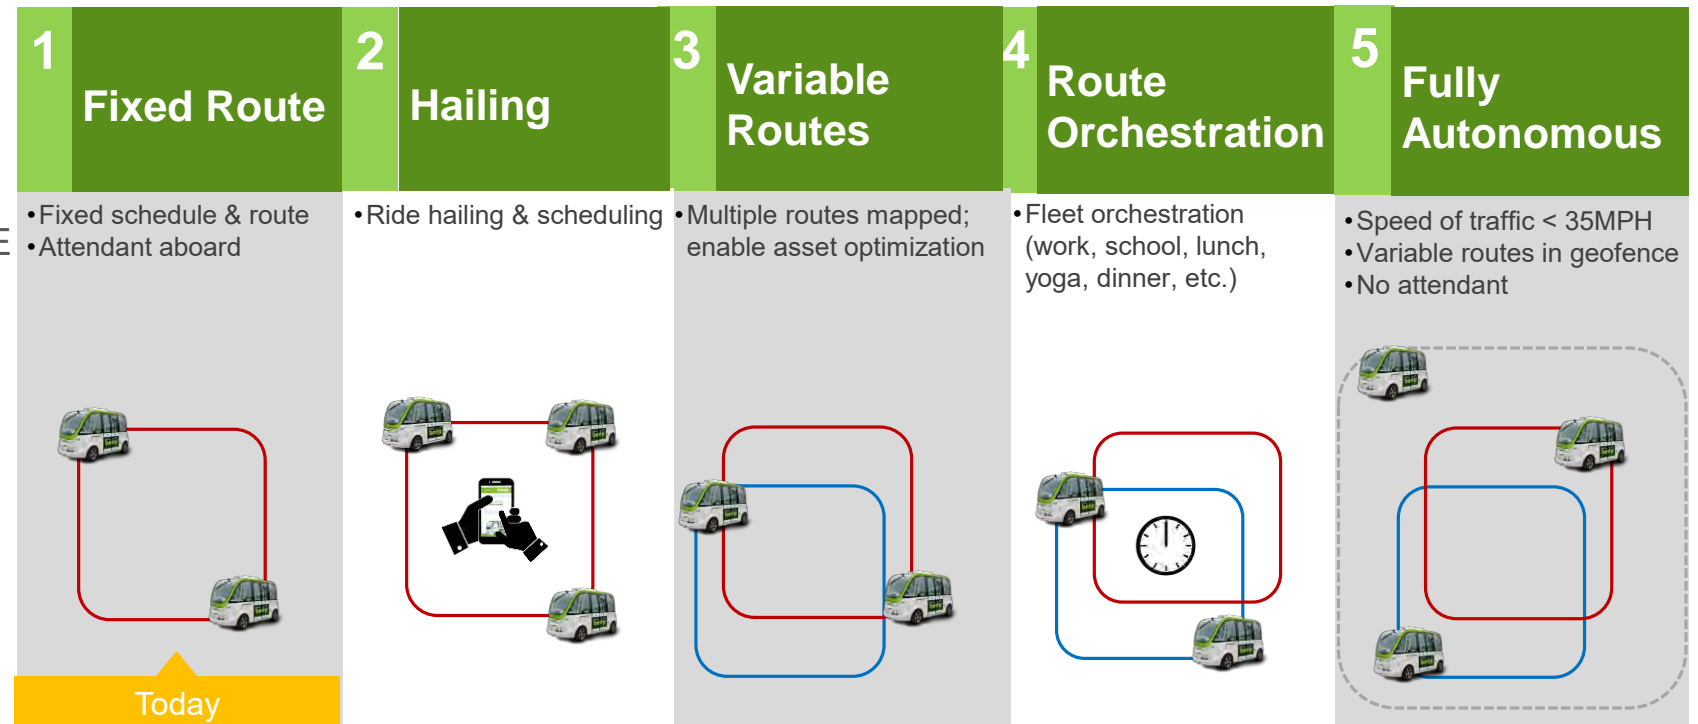 1
Fixed Route
2
Hailing
3
Variable
Routes
4
Route
Orchestration
5
Fully
Autonomous
E
•Fixed schedule & route
•Attendant aboard
•Ride hailing & scheduling
•Multiple routes mapped;
enable asset optimization
•Fleet orchestration
(work, school, lunch,
yoga, dinner, etc.)
•Speed of traffic < 35MPH
•Variable routes in geofence
•No attendant
Today